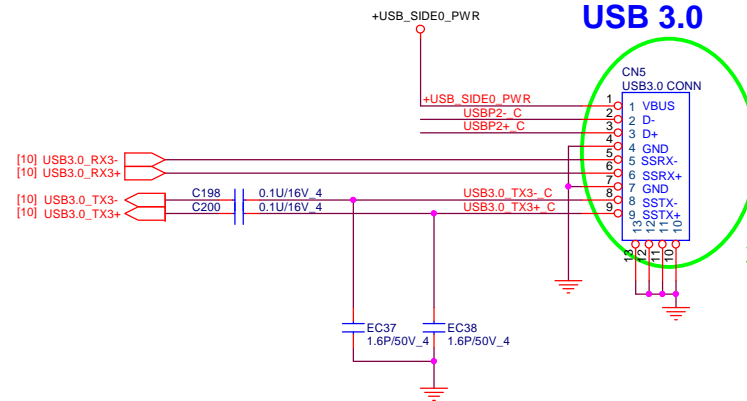 USB 3.0
+USB_SIDE0_PWR
CN5
USB3.0 CONN
+USB_SIDE0_PWR 1 1 VBUS
USBP2-_C 2 2 D-
USBP2+_C 3 3 D+
4 4 GND
[10] USB3.0_RX3- 5 5 SSRX-
[10] USB3.0_RX3+ 6 6 SSRX+
7 7 GND
[10] USB3.0_TX3- C198 0.1U/16V_4 USB3.0_TX3-_C 8 8 SSTX-
[10] USB3.0_TX3+ C200 0.1U/16V_4 USB3.0_TX3+_C 9 9 SSTX+
13 12 11 10
13 12 11 10
EC37 EC38
1.6P/50V_4 1.6P/50V_4